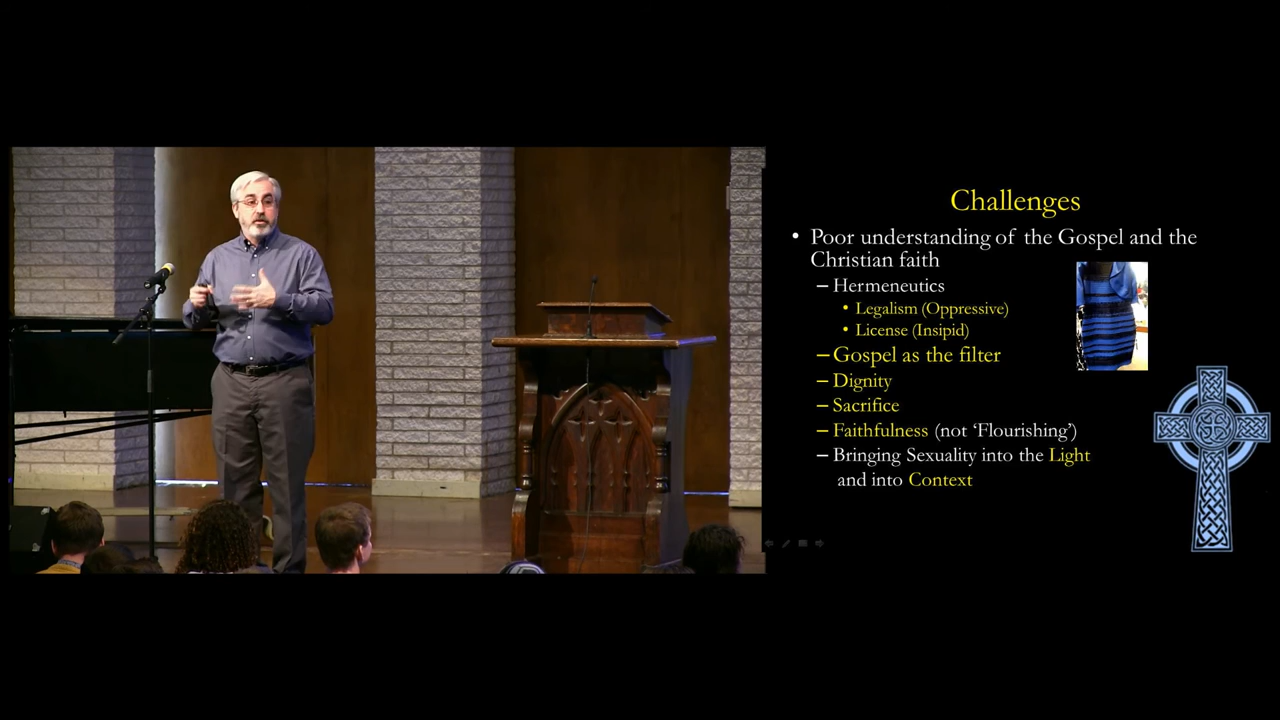 Challenges
• Poor understanding of the Gospel and the
Christian faith
– Hermeneutics
• Legalism (Oppressive)
• License (Insipid)
– Gospel as the filter
– Dignity
– Sacrifice
– Faithfulness (not ‘Flourishing’)
– Bringing Sexuality into the Light
and into Context